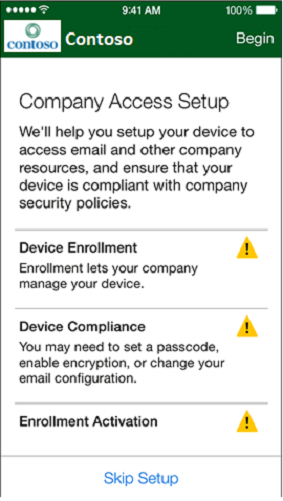 9:41 AM
100%
contoso
Contoso
Begin
Company Access Setup
We'll help you setup your device to
access email and other company
resources, and ensure that your
device is compliant with company
security policies.
Device Enrollment
Enrollment lets your company
manage your device.
Device Compliance
You may need to set a passcode,
enable encryption, or change your
email configuration.
Enrollment Activation
Skip Setup